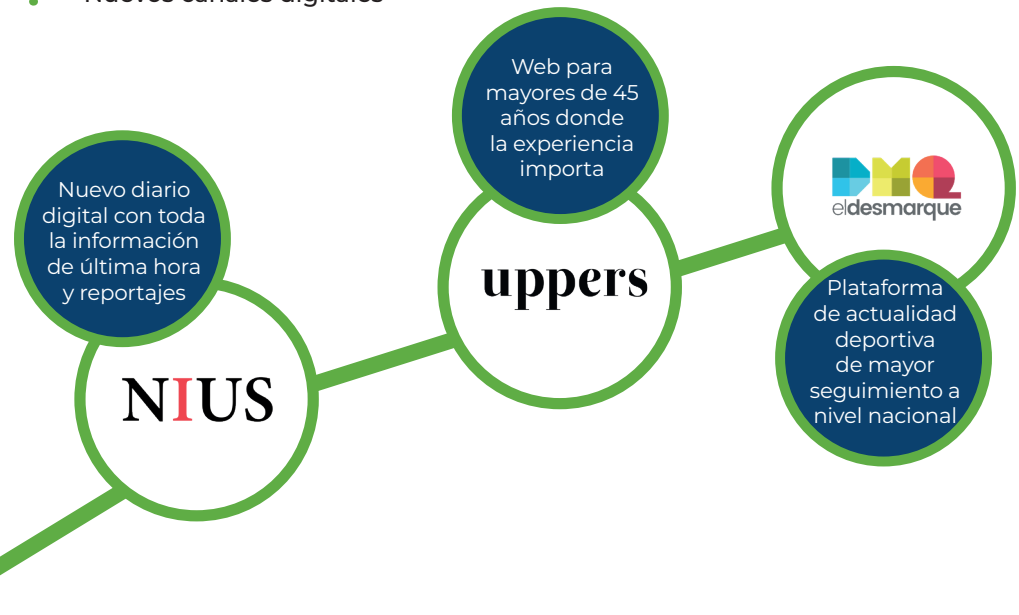 Nuevos canales digitales
Nuevo diario
digital con toda
la información
de última hora
y reportajes
NIUS
Web para
mayores de 45
años donde
la experiencia
importa
uppers
DMQ
eldesmarque
Plataforma
de actualidad
deportiva
de mayor
seguimiento a
nivel nacional